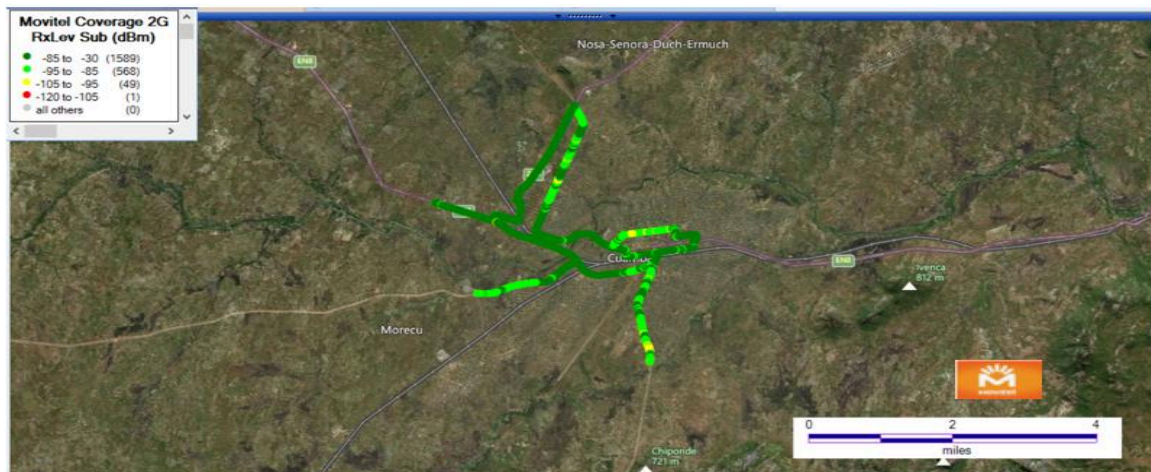 Movitel Coverage 2G
RxLev Sub (dBm)
-85 to -30 (1589)
-95 to -85 (568)
-105 to -95 (49)
-120 to -105 (1)
all others (0)
Nosa-Senora-Duch-Ermuch
EN8
EN8
Morecu
812 m
Chiponde
721 m
0 2 4
miles